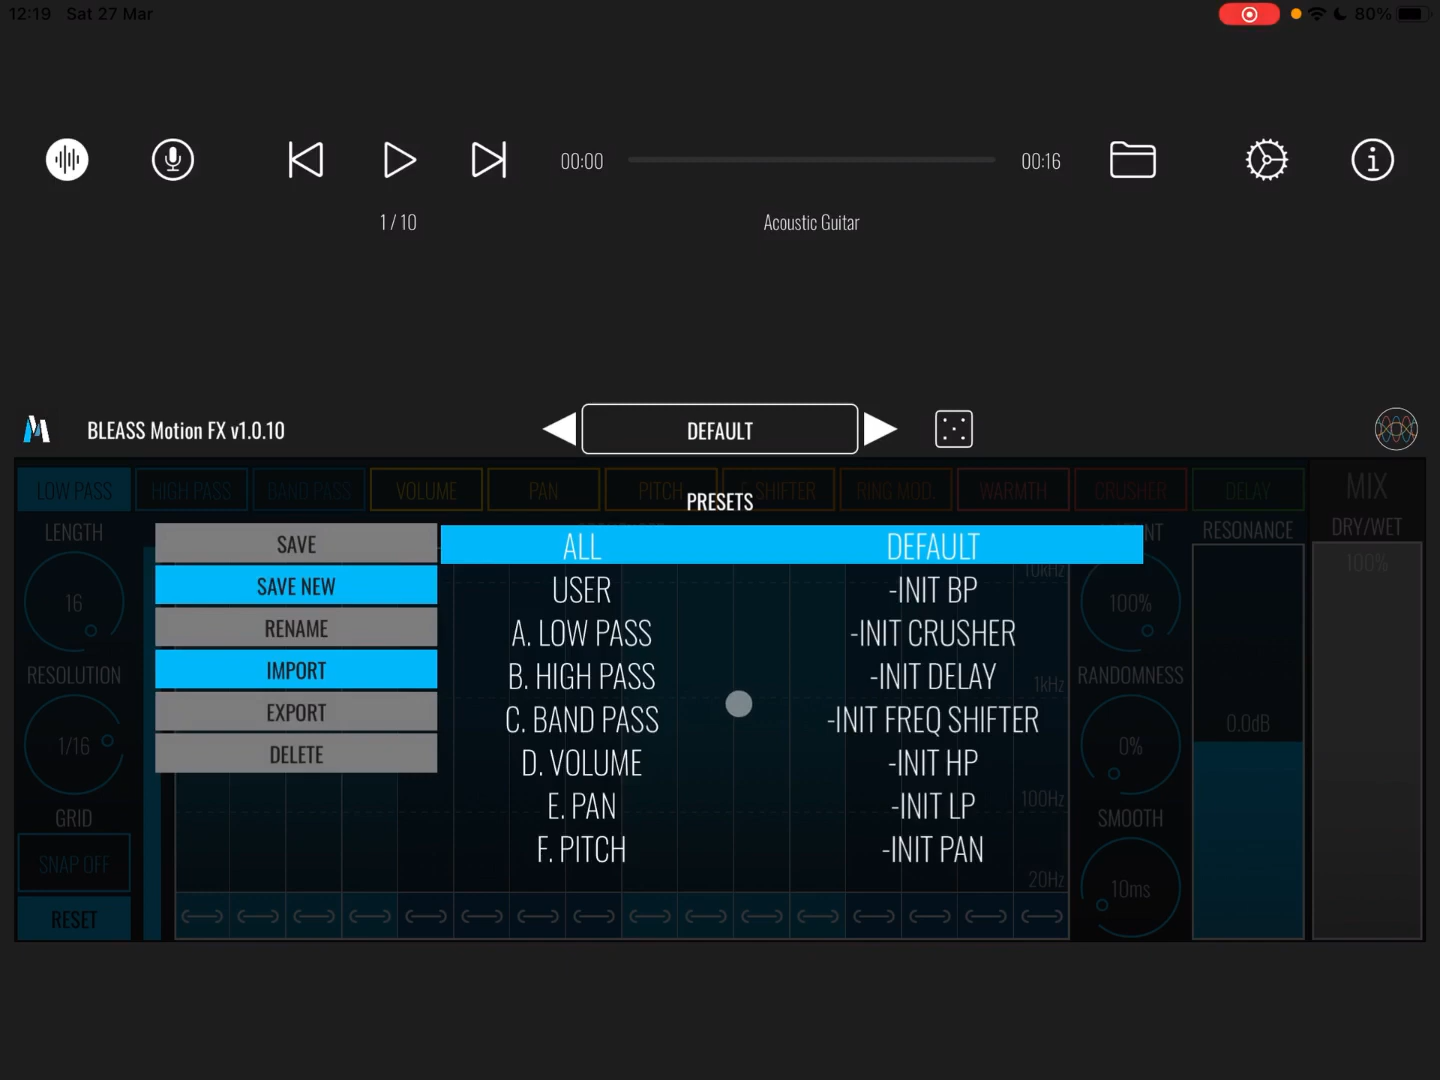 12:19 Sat 27 Mar
80%
00:00
00:16
1 / 10
Acoustic Guitar
BLEASS Motion FX v1.0.10
DEFAULT
LOW PASS
HIGH PASS
BAND PASS
VOLUME
PAN
PITCH
F. SHIFTER
RING MOD.
WARMTH
CRUSHER
DELAY
MIX
PRESETS
LENGTH
RESONANCE
DRY/WET
SAVE
ALL
DEFAULT
100%
10kHz
SAVE NEW
USER
-INIT BP
16
100%
RENAME
A. LOW PASS
-INIT CRUSHER
RESOLUTION
IMPORT
B. HIGH PASS
-INIT DELAY
1kHz
RANDOMNESS
EXPORT
C. BAND PASS
-INIT FREQ SHIFTER
0.0dB
1/16
0%
DELETE
D. VOLUME
-INIT HP
GRID
E. PAN
-INIT LP
100Hz
SMOOTH
SNAP OFF
F. PITCH
-INIT PAN
20Hz
10ms
RESET